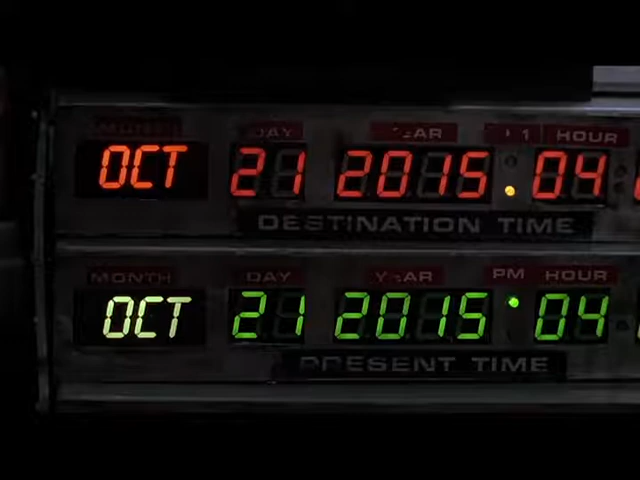 MONTH DAY YEAR HOUR
OCT 21 2015 04
DESTINATION TIME
MONTH DAY YEAR PM HOUR
OCT 21 2015 04
PRESENT TIME